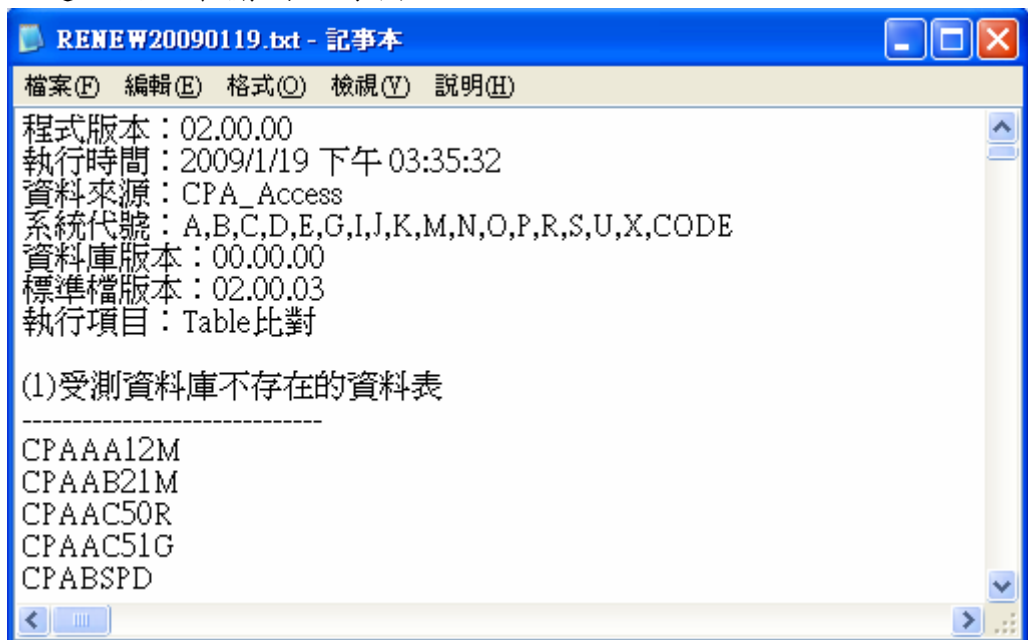 RENEW20090119.txt - 記事本
檔案(F) 編輯(E) 格式(O) 檢視(V) 說明(H)
程式版本：02.00.00
執行時間：2009/1/19 下午 03:35:32
資料來源：CPA_Access
系統代號：A,B,C,D,E,G,I,J,K,M,N,O,P,R,S,U,X,CODE
資料庫版本：00.00.00
標準檔版本：02.00.03
執行項目：Table比對
(1)受測資料庫不存在的資料表
------------------------------
CPAAA12M
CPAAB21M
CPAAC50R
CPAAC51G
CPABSPD